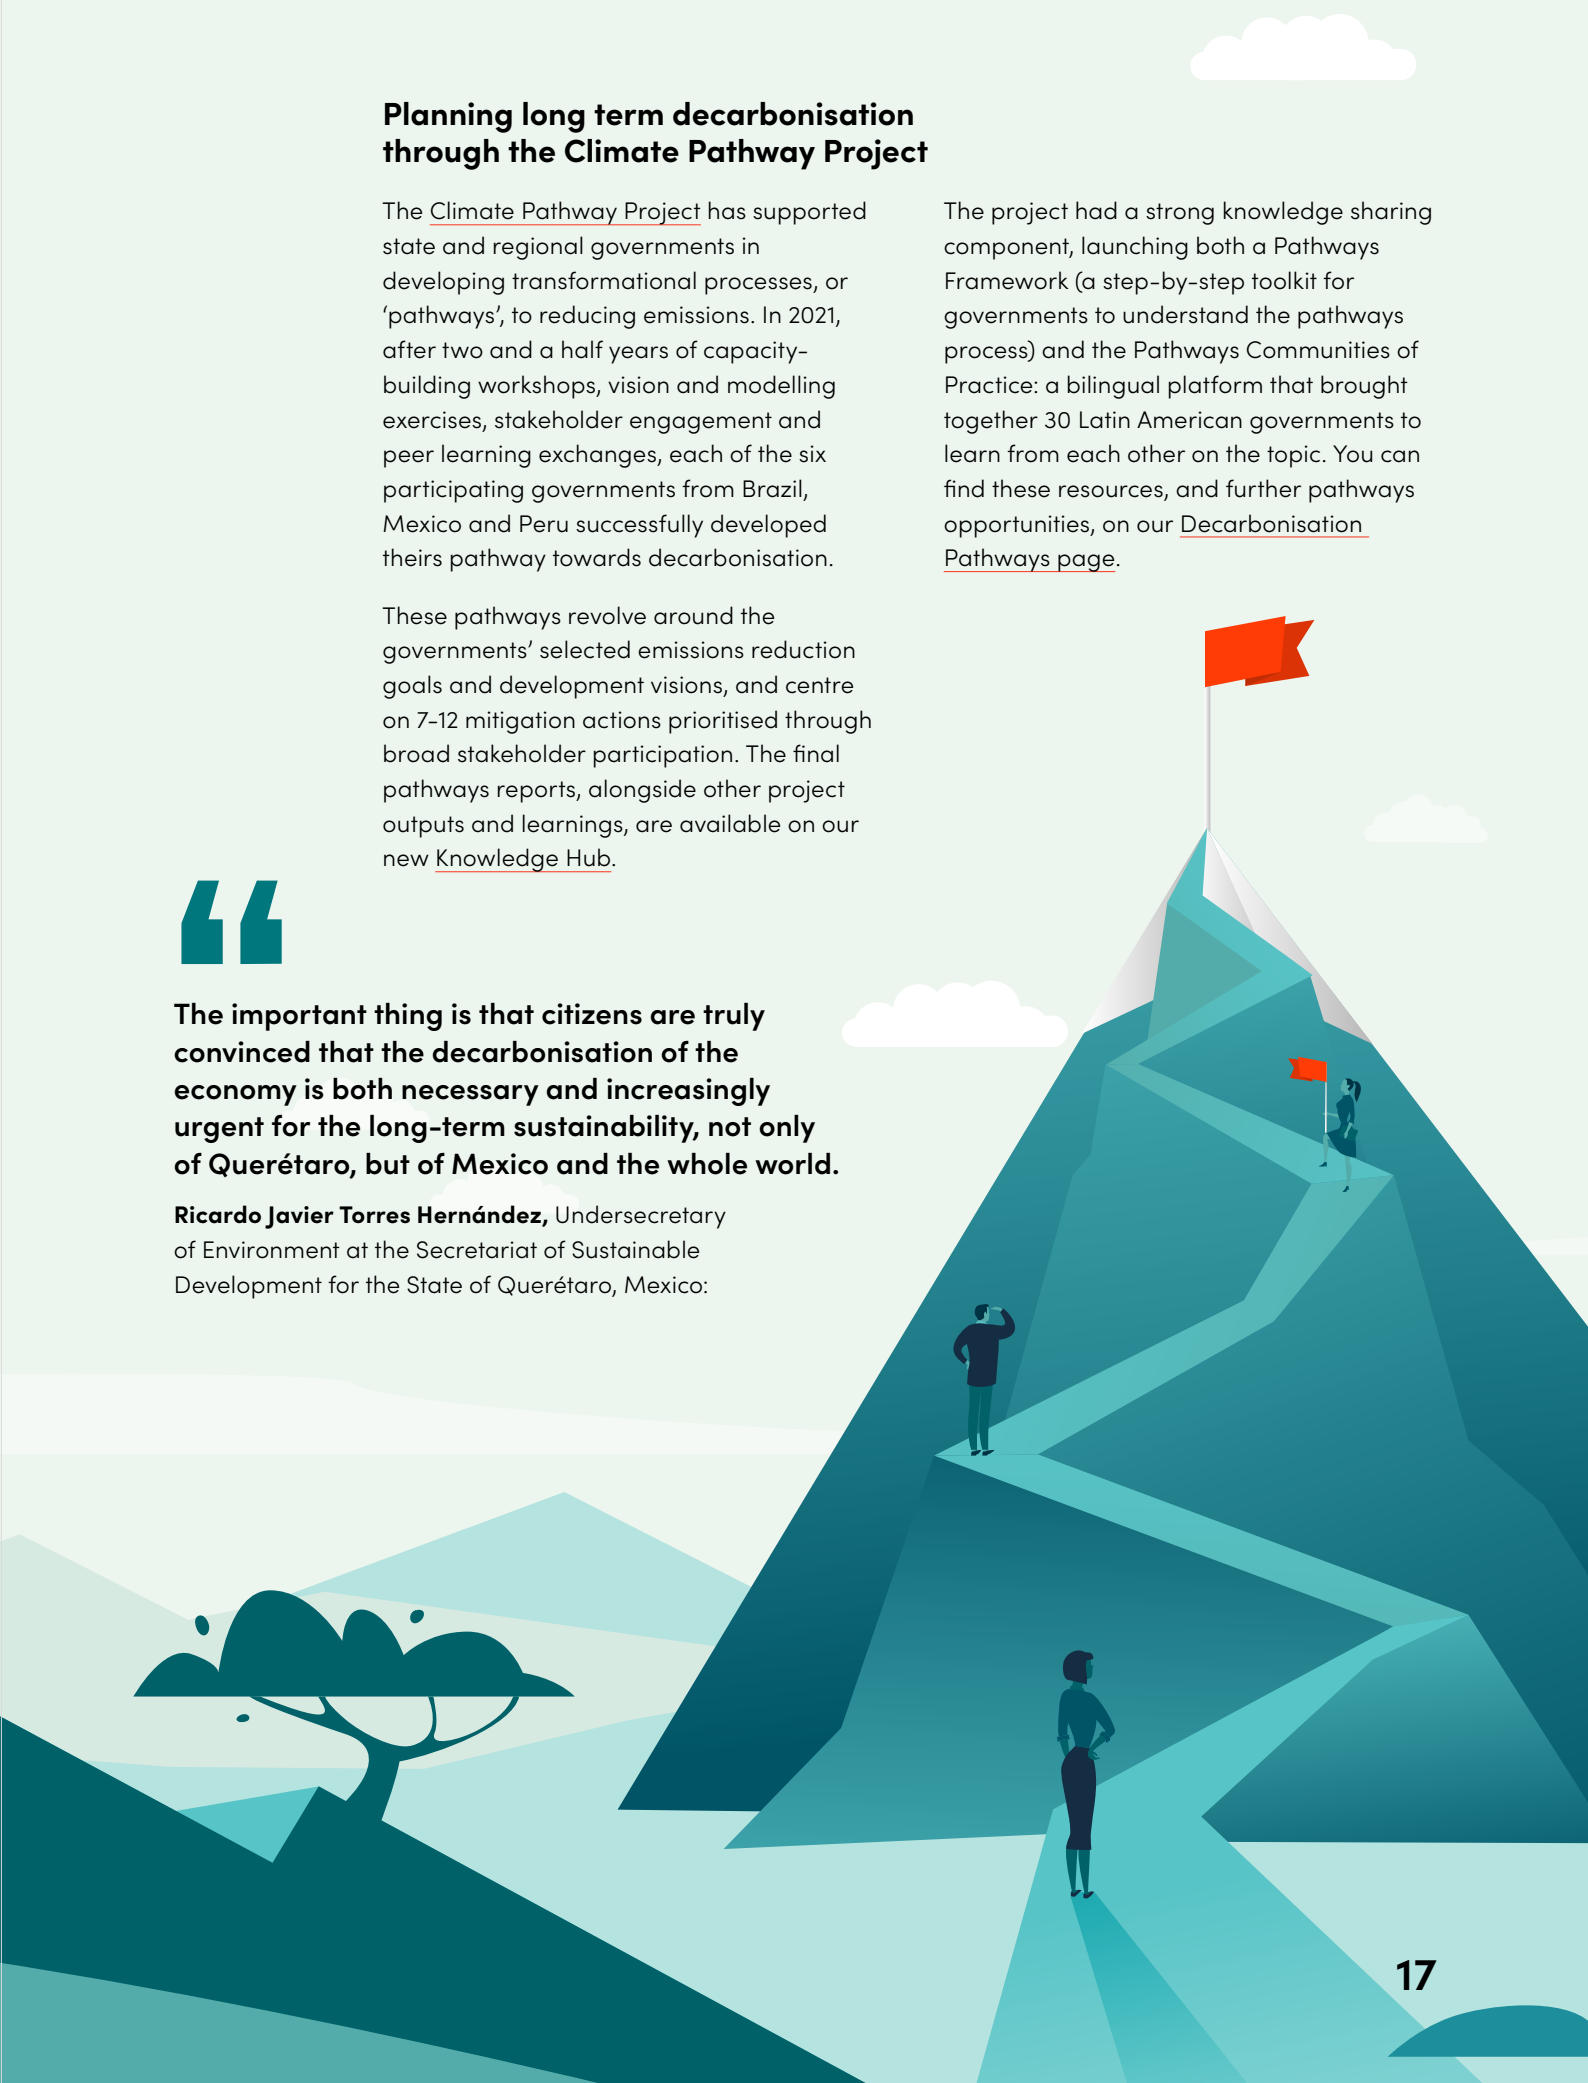 Planning long term decarbonisation
through the Climate Pathway Project
The Climate Pathway Project has supported
state and regional governments in
developing transformational processes, or
‘pathways’, to reducing emissions. In 2021,
after two and a half years of capacity-
building workshops, vision and modelling
exercises, stakeholder engagement and
peer learning exchanges, each of the six
participating governments from Brazil,
Mexico and Peru successfully developed
theirs pathway towards decarbonisation.
These pathways revolve around the
governments’ selected emissions reduction
goals and development visions, and centre
on 7-12 mitigation actions prioritised through
broad stakeholder participation. The final
pathways reports, alongside other project
outputs and learnings, are available on our
new Knowledge Hub.
The project had a strong knowledge sharing
component, launching both a Pathways
Framework (a step-by-step toolkit for
governments to understand the pathways
process) and the Pathways Communities of
Practice: a bilingual platform that brought
together 30 Latin American governments to
learn from each other on the topic. You can
find these resources, and further pathways
opportunities, on our Decarbonisation
Pathways page.
“
The important thing is that citizens are truly
convinced that the decarbonisation of the
economy is both necessary and increasingly
urgent for the long-term sustainability, not only
of Querétaro, but of Mexico and the whole world.
Ricardo Javier Torres Hernández, Undersecretary
of Environment at the Secretariat of Sustainable
Development for the State of Querétaro, Mexico:
17